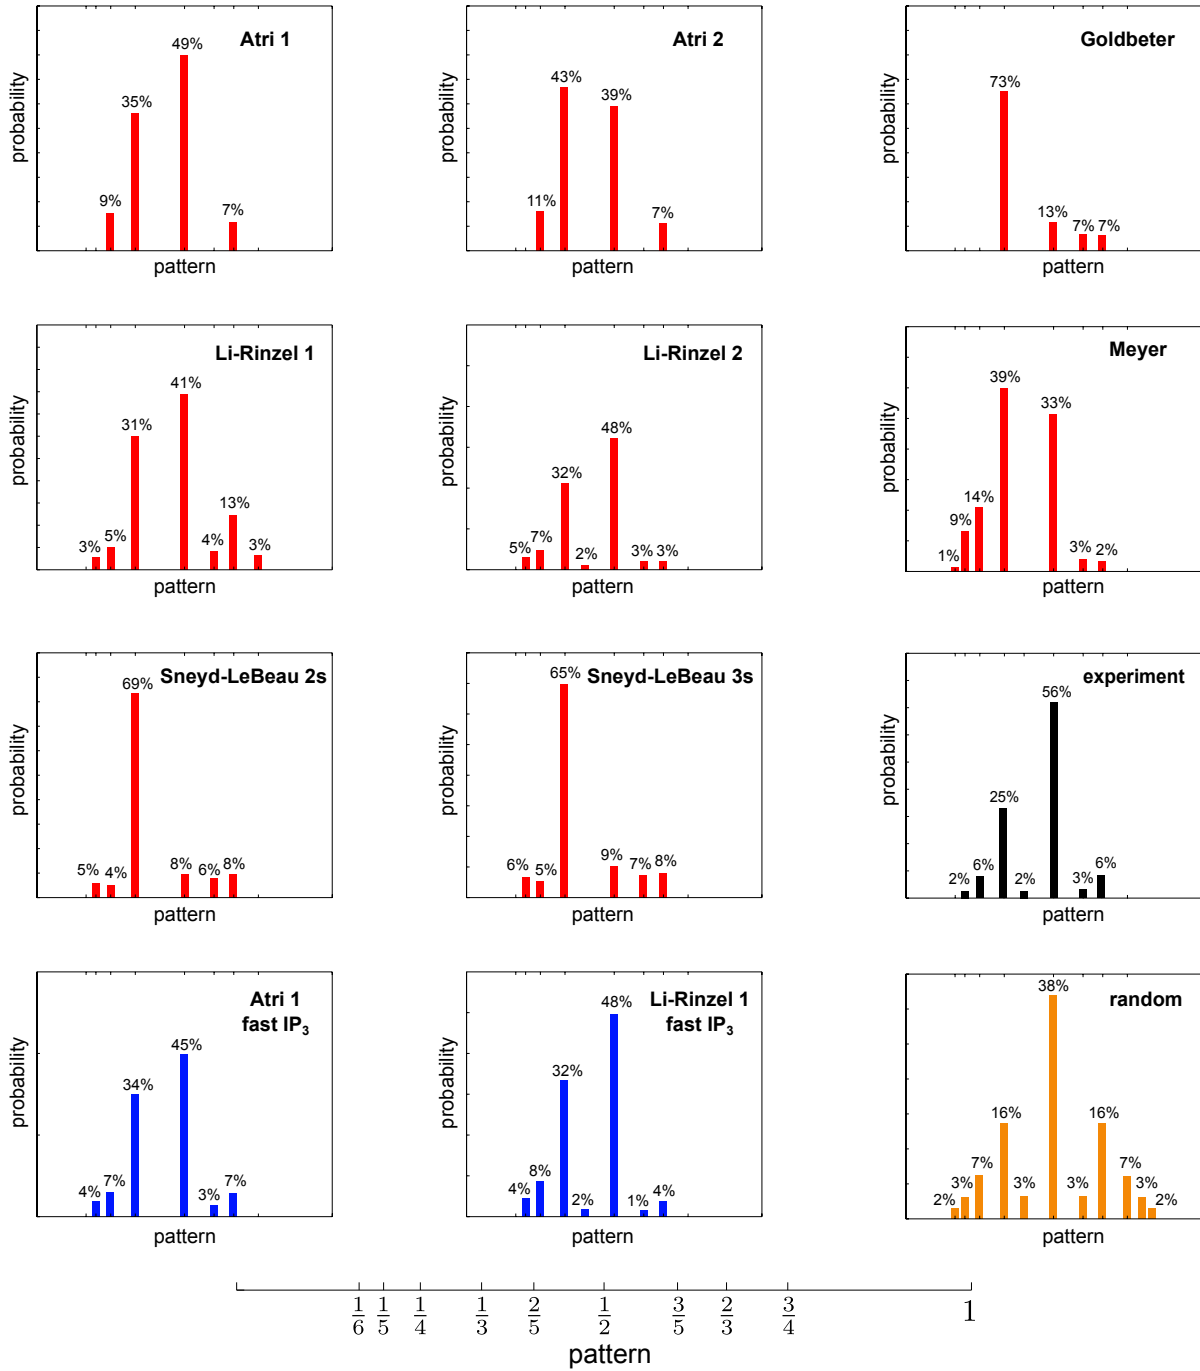 Atri 1
49%
35%
9%
7%
probability
pattern
Atri 2
43%
39%
11%
7%
probability
pattern
Goldbeter
73%
13%
7%
7%
probability
pattern
Li-Rinzel 1
41%
31%
13%
3%
5%
4%
3%
probability
pattern
Li-Rinzel 2
48%
32%
5%
7%
2%
3%
3%
probability
pattern
Meyer
39%
33%
14%
9%
1%
3%
2%
probability
pattern
Sneyd-LeBeau 2s
69%
5%
4%
8%
6%
8%
probability
pattern
Sneyd-LeBeau 3s
65%
6%
5%
9%
7%
8%
probability
pattern
experiment
56%
25%
2%
6%
2%
3%
6%
probability
pattern
Atri 1
fast IP₃
45%
34%
4%
7%
3%
7%
probability
pattern
Li-Rinzel 1
fast IP₃
48%
32%
4%
8%
2%
1%
4%
probability
pattern
random
38%
16%
16%
2%
3%
7%
3%
3%
7%
3%
2%
probability
pattern
1/6 1/5 1/4 1/3 2/5 1/2 3/5 2/3 3/4 1
pattern